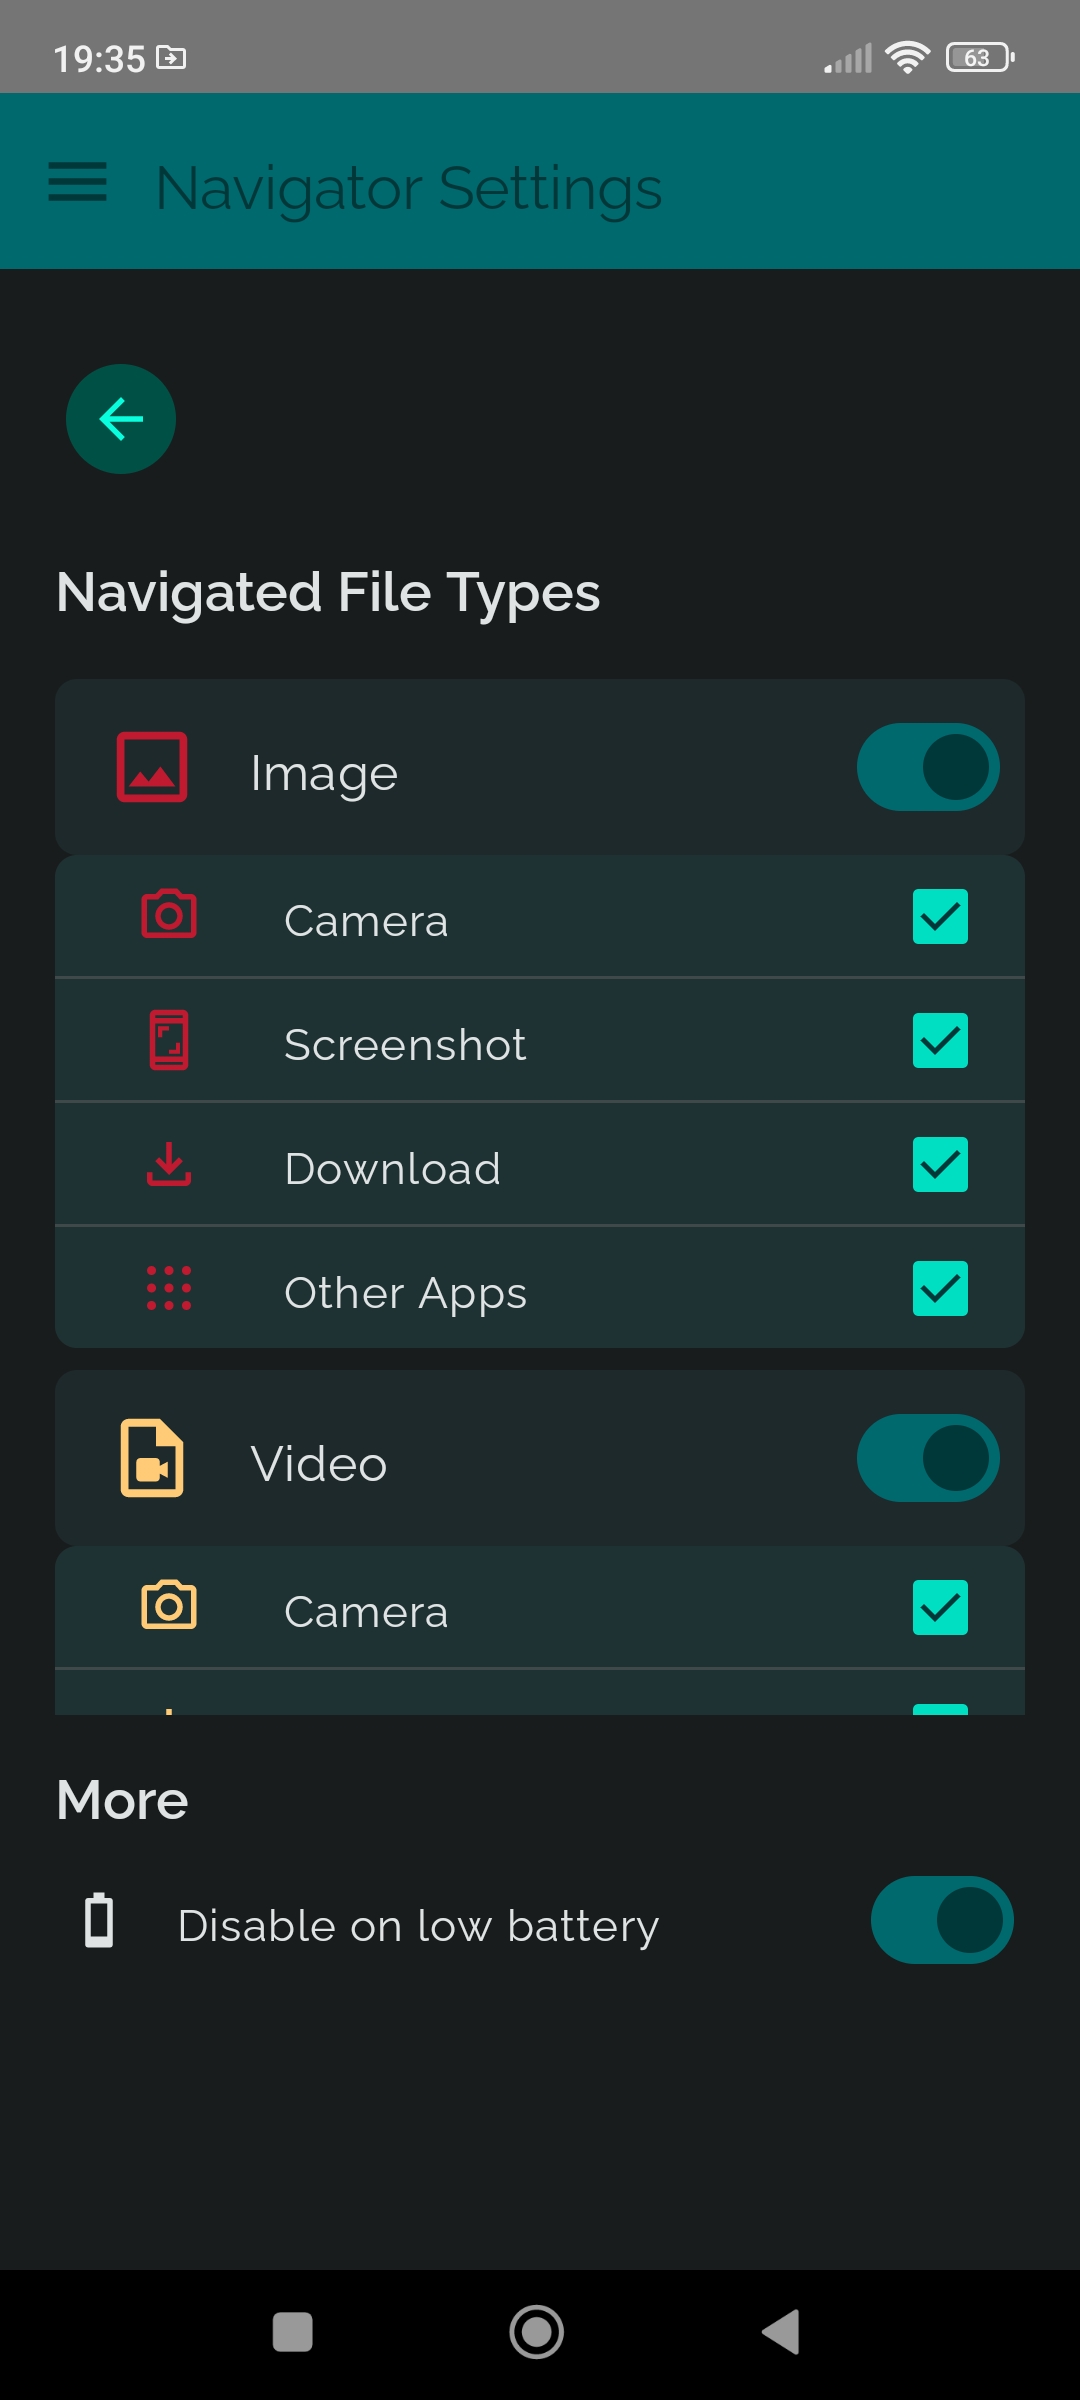 19:35
63
Navigator Settings
Navigated File Types
Image
Camera
Screenshot
Download
Other Apps
Video
Camera
More
Disable on low battery